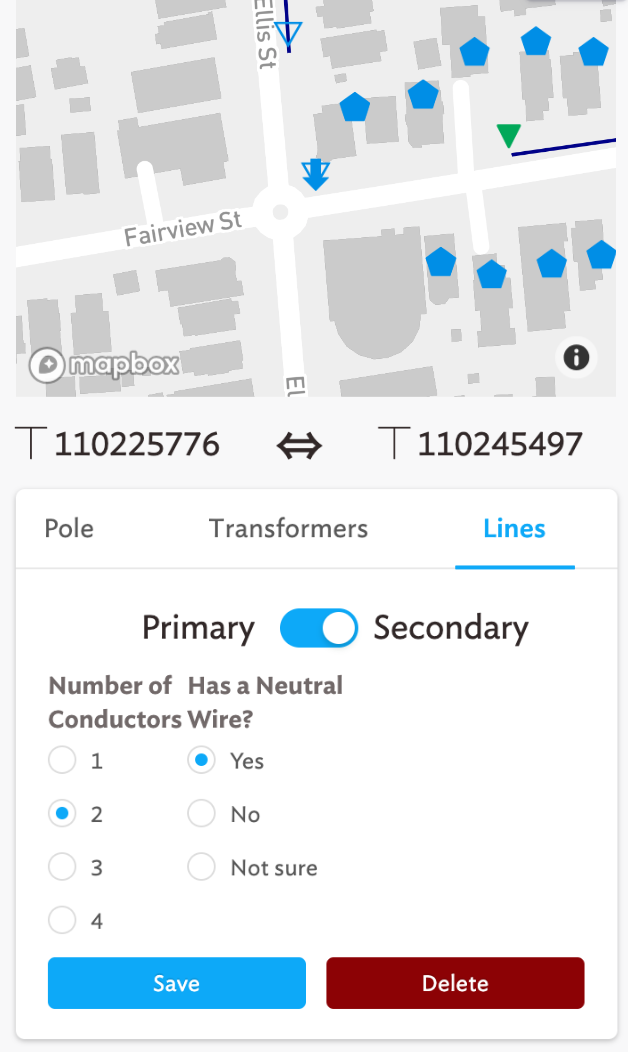 Ellis St
Fairview St
mapbox
El
110225776 ⇔ 110245497
Pole Transformers Lines
Primary Secondary
Number of Has a Neutral
Conductors Wire?
1 Yes
2 No
3 Not sure
4
Save Delete